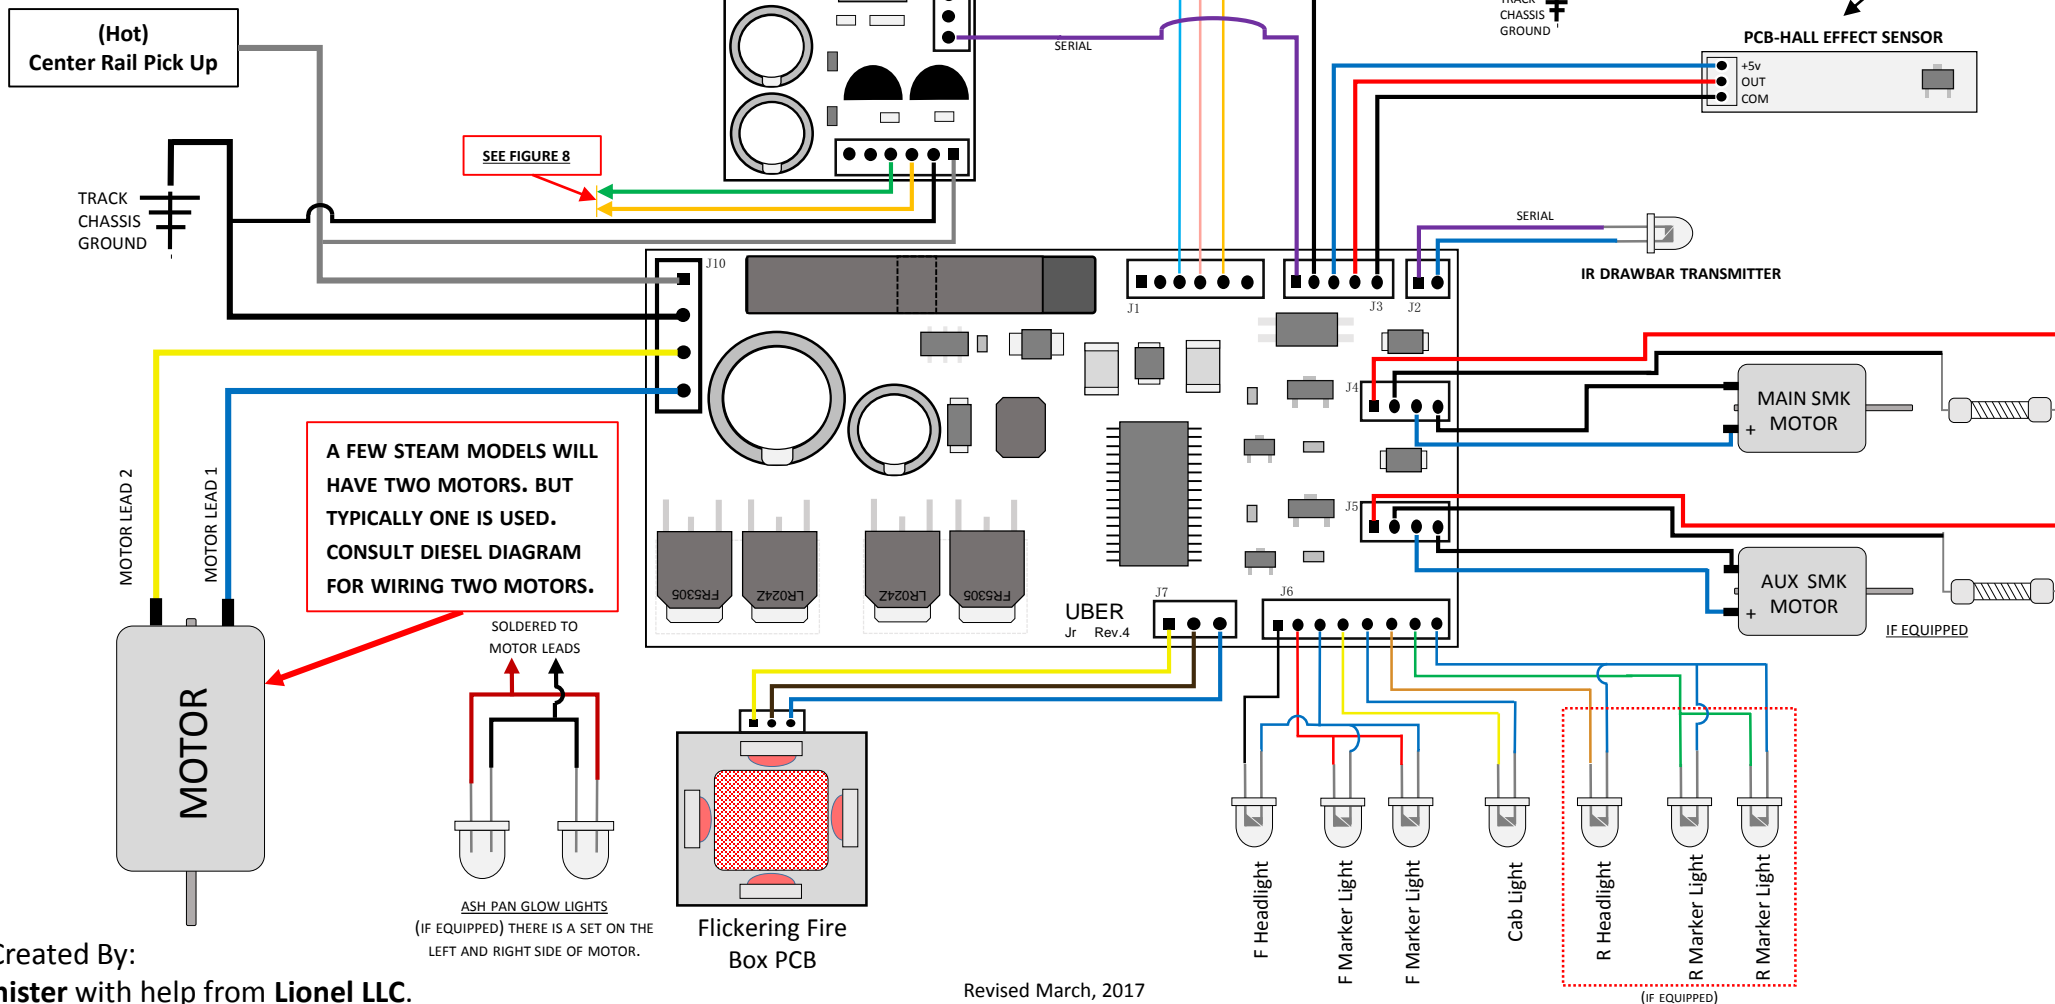 (Hot)
Center Rail Pick Up
SERIAL
TRACK
CHASSIS
GROUND
PCB-HALL EFFECT SENSOR
+5v
OUT
COM
SEE FIGURE 8
TRACK
CHASSIS
GROUND
SERIAL
IR DRAWBAR TRANSMITTER
J10
J1
J3
J2
J4
MAIN SMK
MOTOR
+
J5
AUX SMK
MOTOR
+
IF EQUIPPED
A FEW STEAM MODELS WILL
HAVE TWO MOTORS. BUT
TYPICALLY ONE IS USED.
CONSULT DIESEL DIAGRAM
FOR WIRING TWO MOTORS.
MOTOR LEAD 2
MOTOR LEAD 1
FR5305
LR024Z
LR024Z
FR5305
UBER
Jr Rev.4
J7
J6
SOLDERED TO
MOTOR LEADS
MOTOR
ASH PAN GLOW LIGHTS
(IF EQUIPPED) THERE IS A SET ON THE
LEFT AND RIGHT SIDE OF MOTOR.
Flickering Fire
Box PCB
F Headlight
F Marker Light
F Marker Light
Cab Light
R Headlight
R Marker Light
R Marker Light
(IF EQUIPPED)
Created By:
nister with help from Lionel LLC.
Revised March, 2017